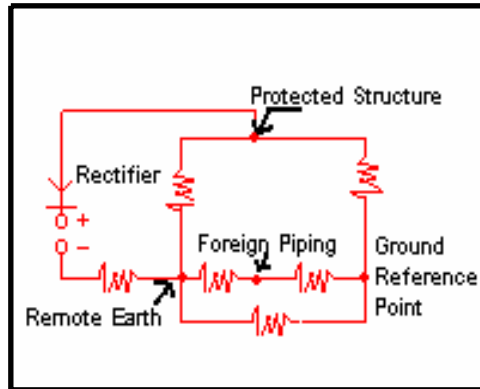 Protected Structure
Rectifier
+
−
Foreign Piping
Ground
Reference
Point
Remote Earth